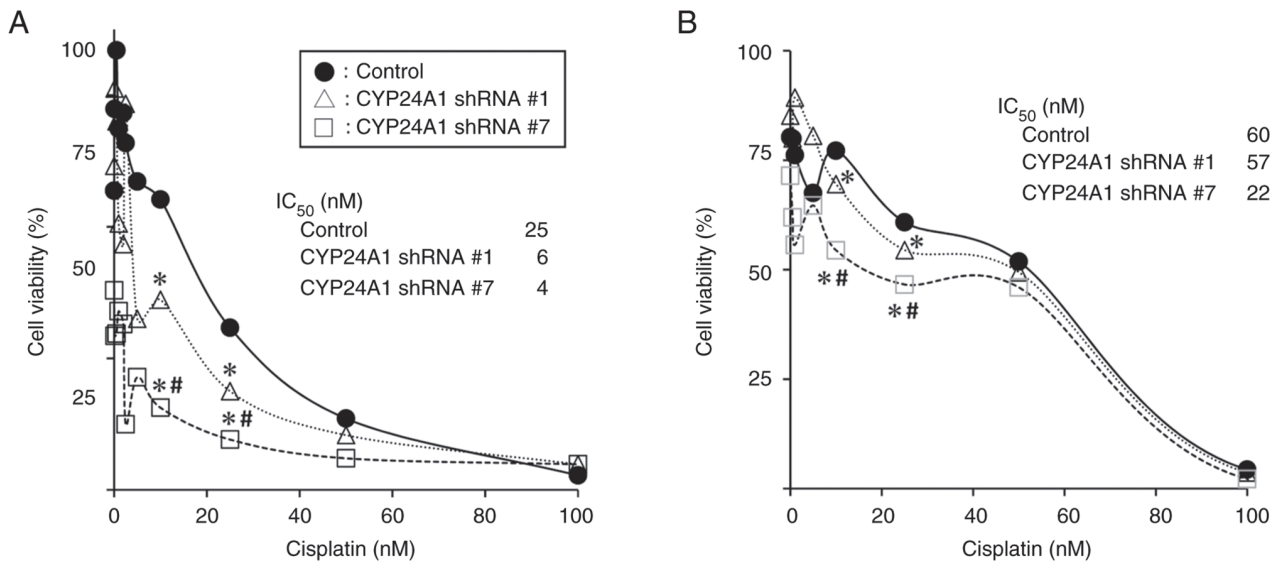 A
100
75
50
25
Cell viability (%)
● : Control
△ : CYP24A1 shRNA #1
□ : CYP24A1 shRNA #7
IC50 (nM)
Control 25
CYP24A1 shRNA #1 6
CYP24A1 shRNA #7 4
*
*
*#
*#
0 20 40 60 80 100
Cisplatin (nM)
B
100
75
50
25
Cell viability (%)
IC50 (nM)
Control 60
CYP24A1 shRNA #1 57
CYP24A1 shRNA #7 22
*
*
*#
*#
0 20 40 60 80 100
Cisplatin (nM)